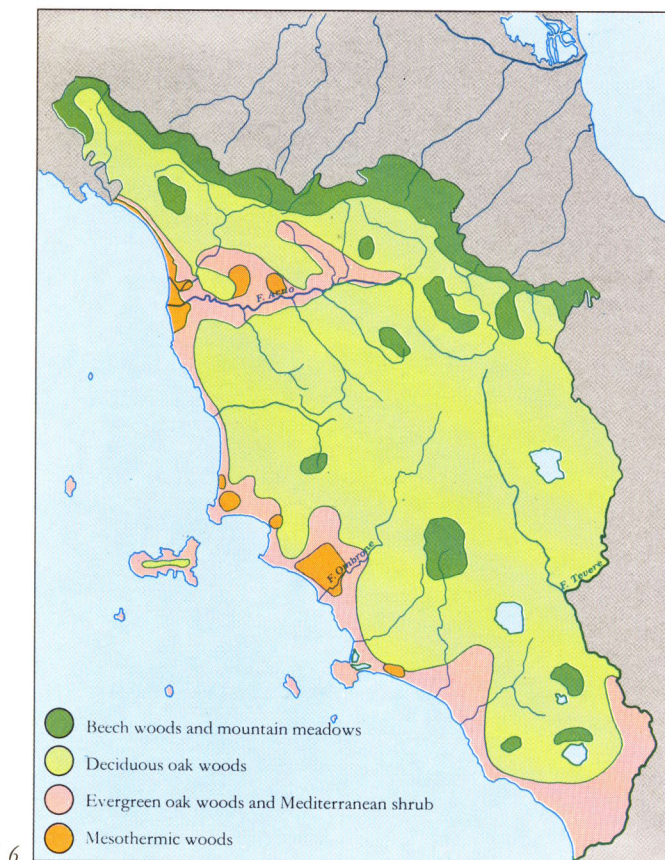 F. Arno
F. Ombrone
F. Tevere
Beech woods and mountain meadows
Deciduous oak woods
Evergreen oak woods and Mediterranean shrub
Mesothermic woods
6